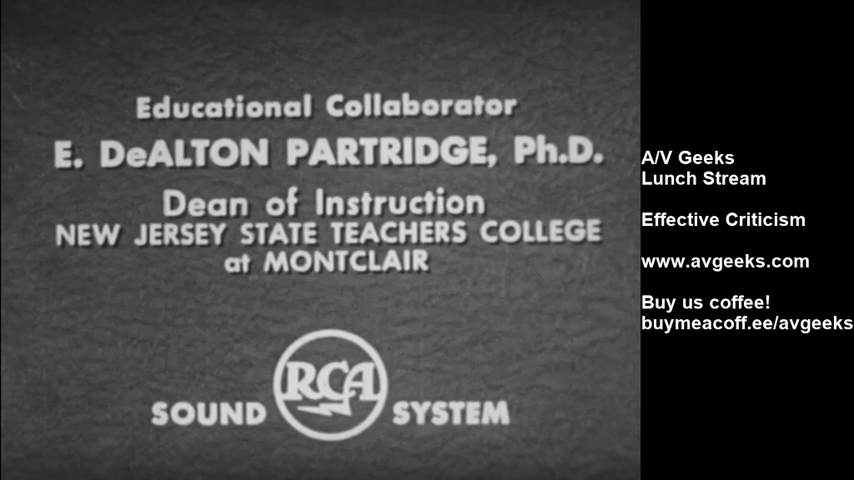 Educational Collaborator
E. DeALTON PARTRIDGE, Ph.D.
Dean of Instruction
NEW JERSEY STATE TEACHERS COLLEGE
at MONTCLAIR
SOUND RCA SYSTEM
A/V Geeks
Lunch Stream
Effective Criticism
www.avgeeks.com
Buy us coffee!
buymeacoff.ee/avgeeks